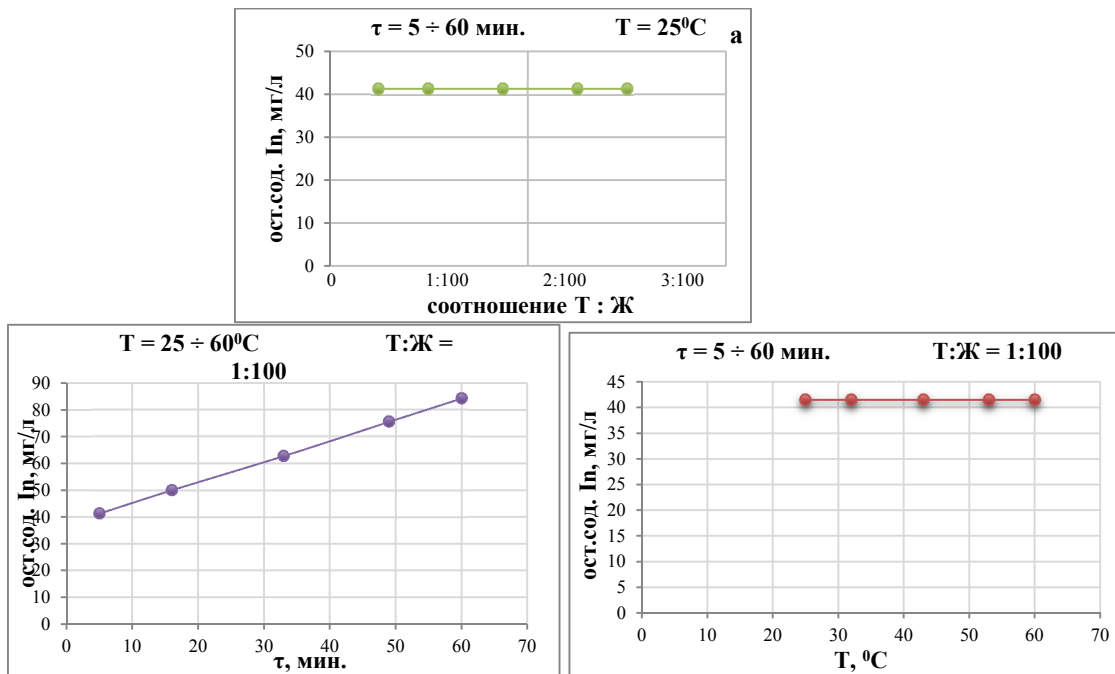 τ = 5 ÷ 60 мин. T = 25⁰C а
50
40
30
20
10
0
ост.сод. In, мг/л
0 1:100 2:100 3:100
соотношение Т : Ж
T = 25 ÷ 60⁰C Т:Ж =
1:100
90
80
70
60
50
40
30
20
10
0
ост.сод. In, мг/л
0 10 20 30 40 50 60 70
τ, мин.
τ = 5 ÷ 60 мин. Т:Ж = 1:100
45
40
35
30
25
20
15
10
5
0
ост.сод. In, мг/л
0 10 20 30 40 50 60 70
T, ⁰C